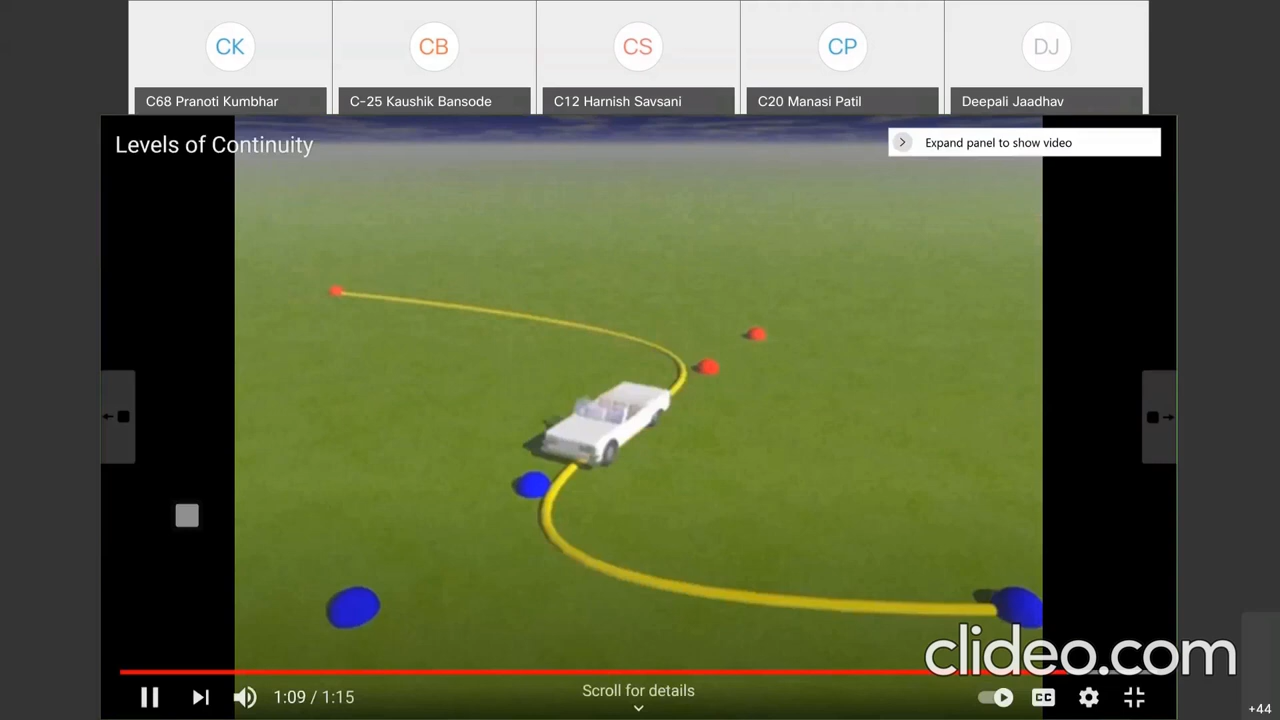 CK
CB
CS
CP
DJ
C68 Pranoti Kumbhar
C-25 Kaushik Bansode
C12 Harnish Savsani
C20 Manasi Patil
Deepali Jaadhav
Levels of Continuity
Expand panel to show video
clideo.com
1:09 / 1:15
Scroll for details
CC
+44